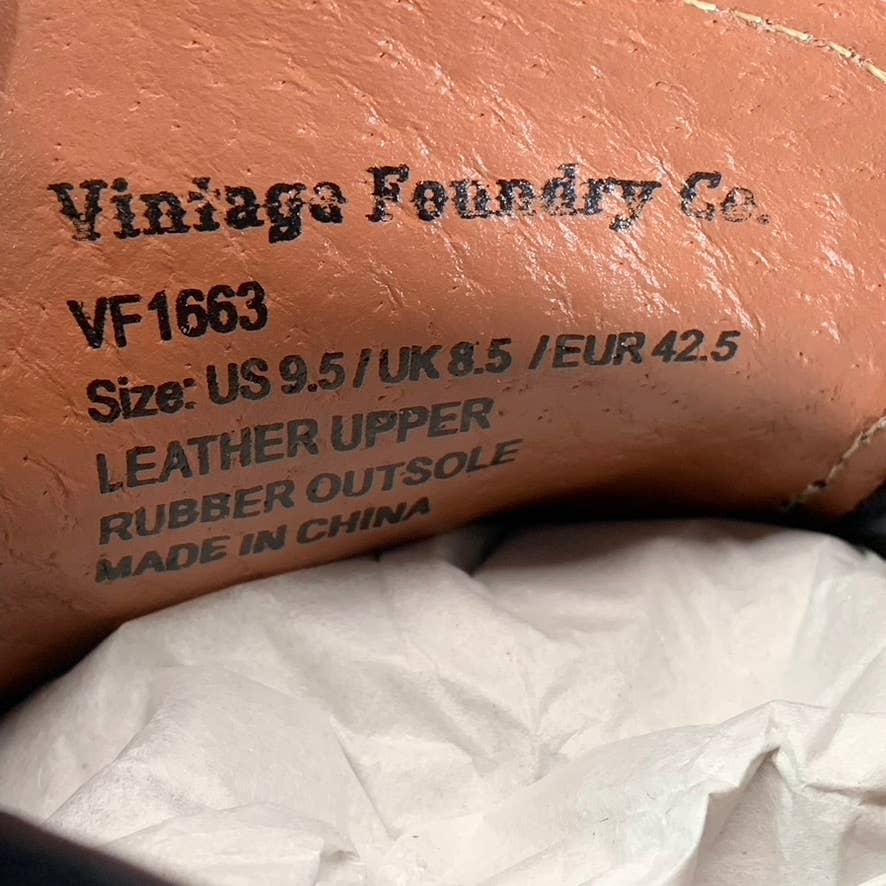 Vintage Foundry Co.
VF1663
Size: US 9.5 / UK 8.5 / EUR 42.5
LEATHER UPPER
RUBBER OUTSOLE
MADE IN CHINA